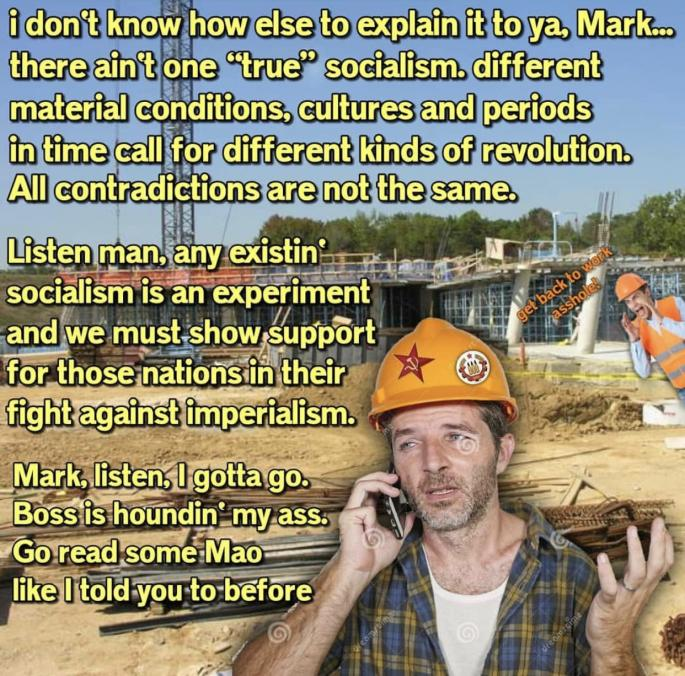 i don't know how else to explain it to ya, Mark...
there ain't one "true" socialism. different
material conditions, cultures and periods
in time call for different kinds of revolution.
All contradictions are not the same.
Listen man, any existin'
socialism is an experiment
and we must show support
for those nations in their
fight against imperialism.
get back to work
asshole!
Mark, listen, I gotta go.
Boss is houndin' my ass.
Go read some Mao
like I told you to before